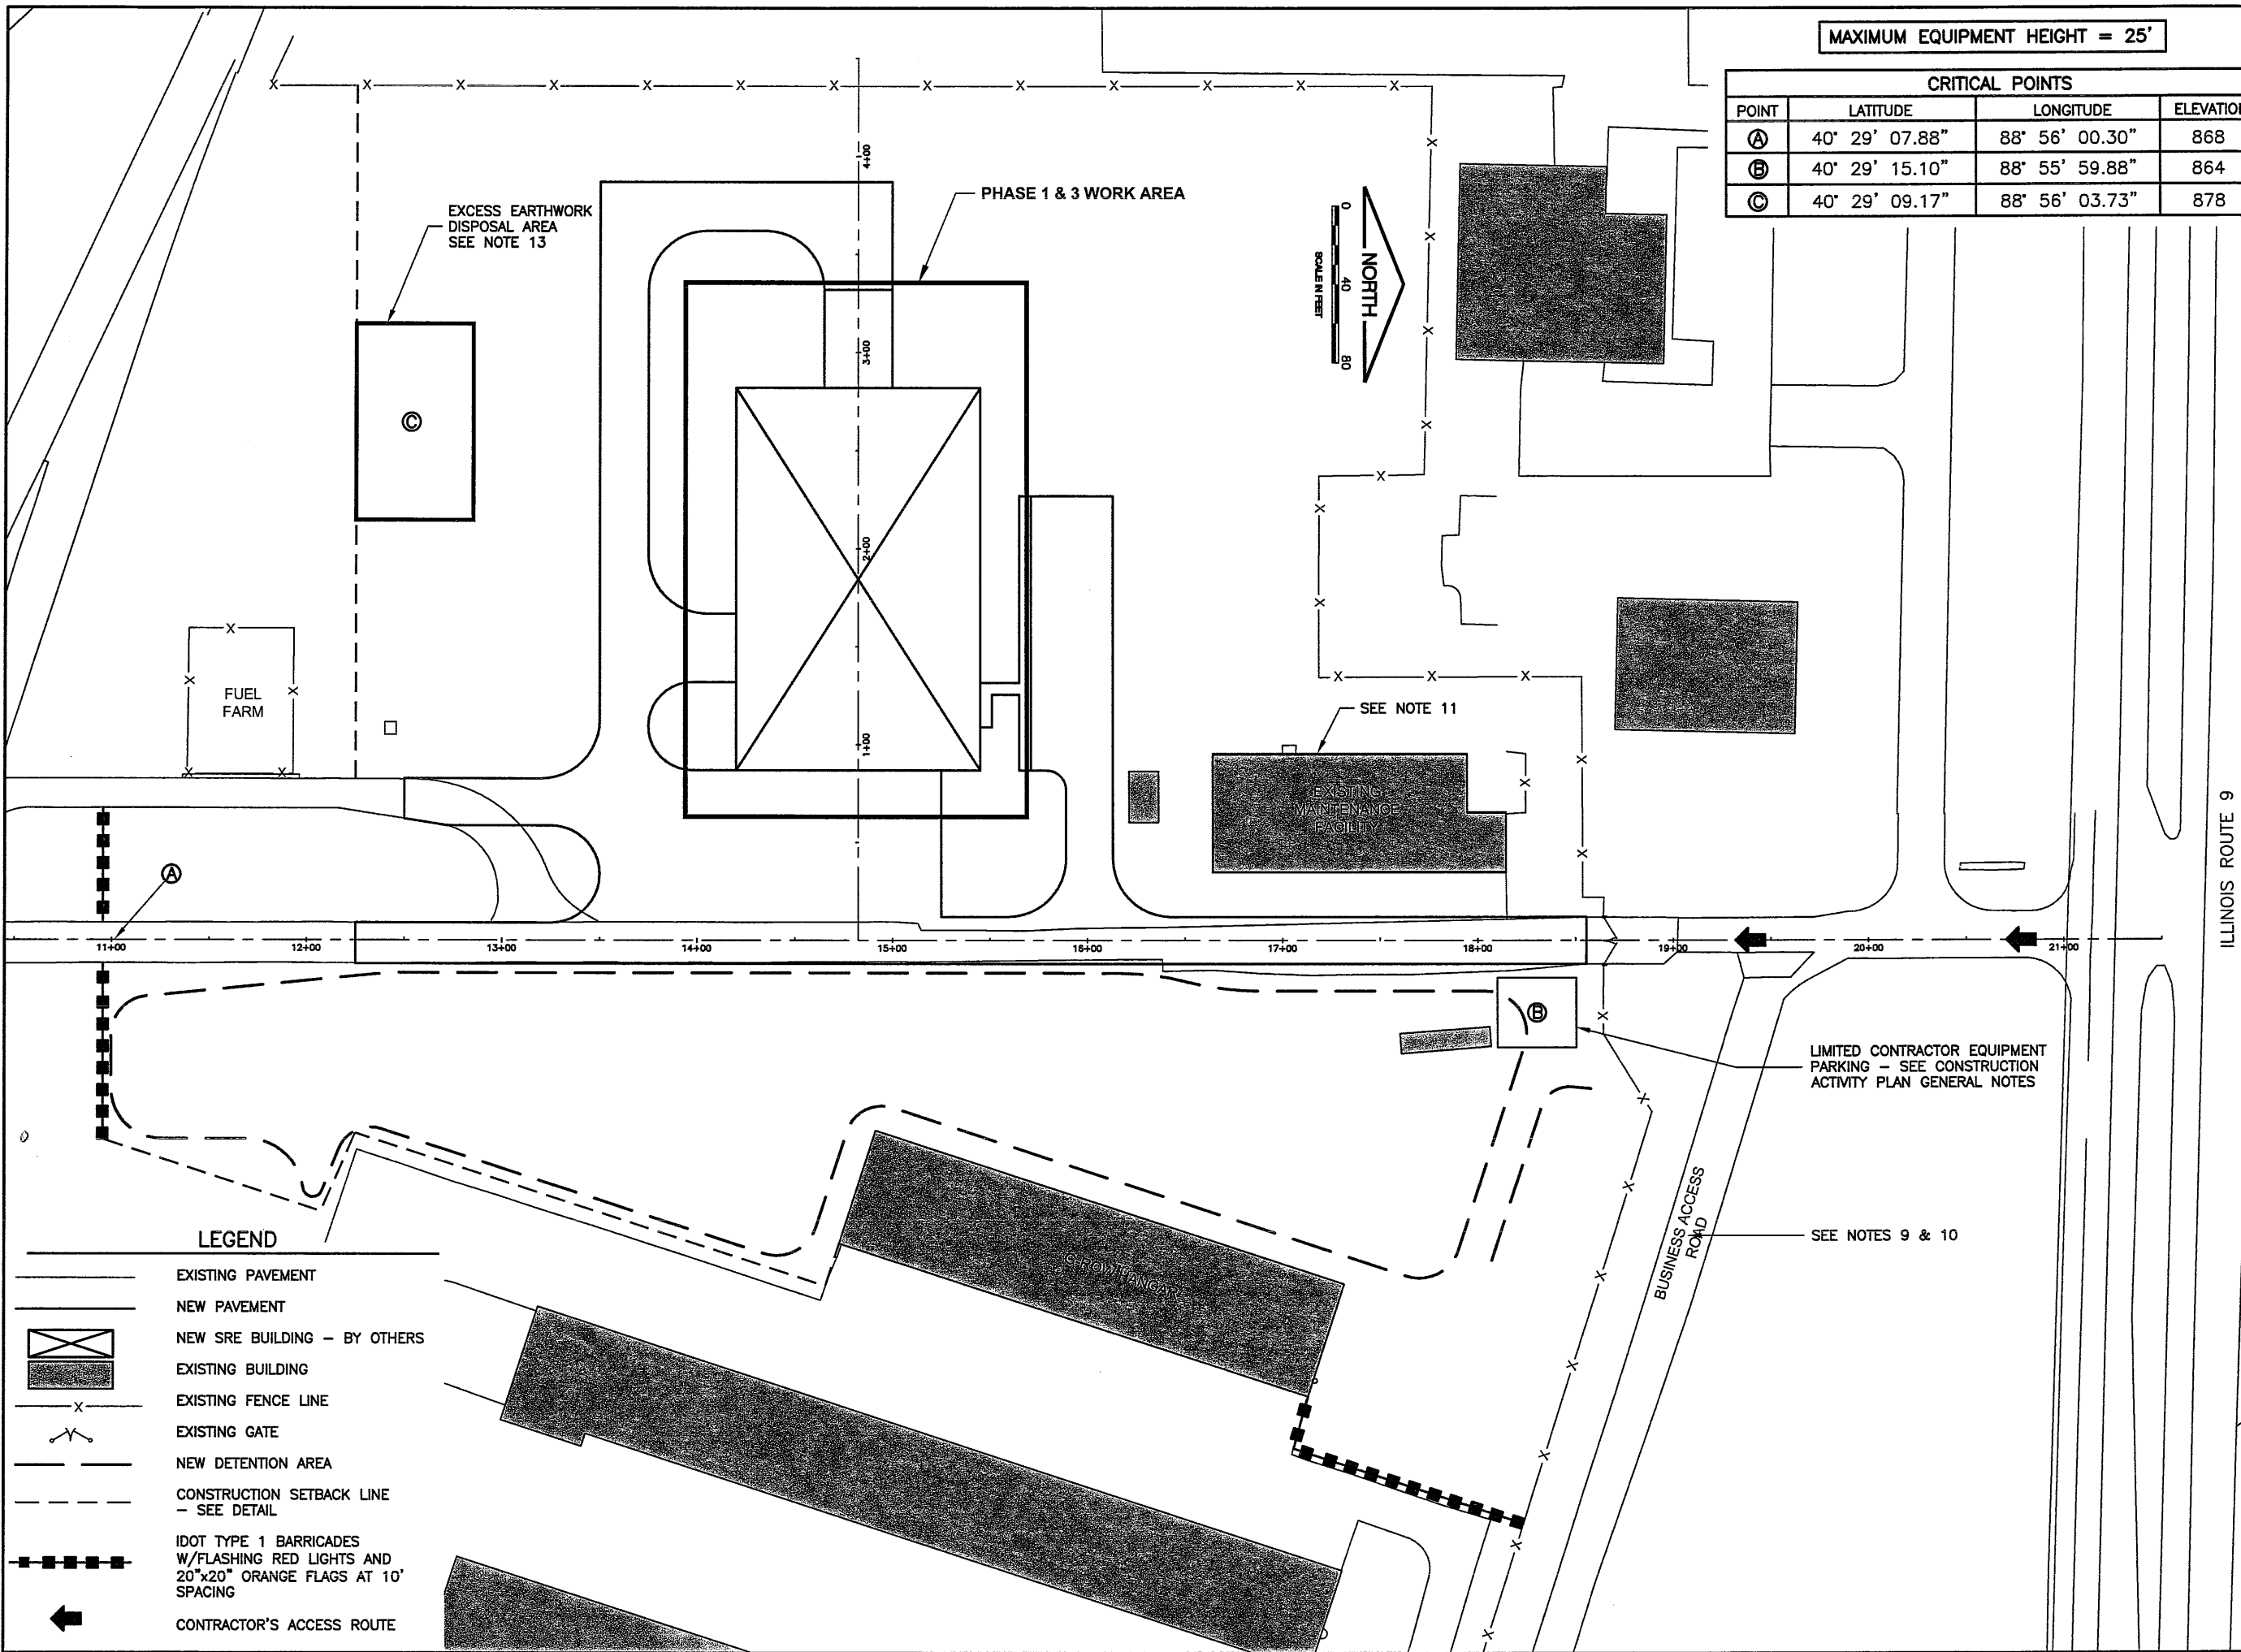 MAXIMUM EQUIPMENT HEIGHT = 25'
CRITICAL POINTS
POINT LATITUDE LONGITUDE ELEVATION
A 40° 29' 07.88" 88° 56' 00.30" 868
B 40° 29' 15.10" 88° 55' 59.88" 864
C 40° 29' 09.17" 88° 56' 03.73" 878
EXCESS EARTHWORK
DISPOSAL AREA
SEE NOTE 13
PHASE 1 & 3 WORK AREA
NORTH
0 40 80
SCALE IN FEET
C
4+00
3+00
2+00
1+00
FUEL
FARM
SEE NOTE 11
EXISTING
MAINTENANCE
FACILITY
A
11+00 12+00 13+00 14+00 15+00 16+00 17+00 18+00 19+00 20+00 21+00
ILLINOIS ROUTE 9
B
LIMITED CONTRACTOR EQUIPMENT
PARKING – SEE CONSTRUCTION
ACTIVITY PLAN GENERAL NOTES
BUSINESS ACCESS
ROAD
SEE NOTES 9 & 10
G-ROW HANGAR
LEGEND
EXISTING PAVEMENT
NEW PAVEMENT
NEW SRE BUILDING – BY OTHERS
EXISTING BUILDING
EXISTING FENCE LINE
EXISTING GATE
NEW DETENTION AREA
CONSTRUCTION SETBACK LINE
– SEE DETAIL
IDOT TYPE 1 BARRICADES
W/FLASHING RED LIGHTS AND
20"x20" ORANGE FLAGS AT 10'
SPACING
CONTRACTOR'S ACCESS ROUTE